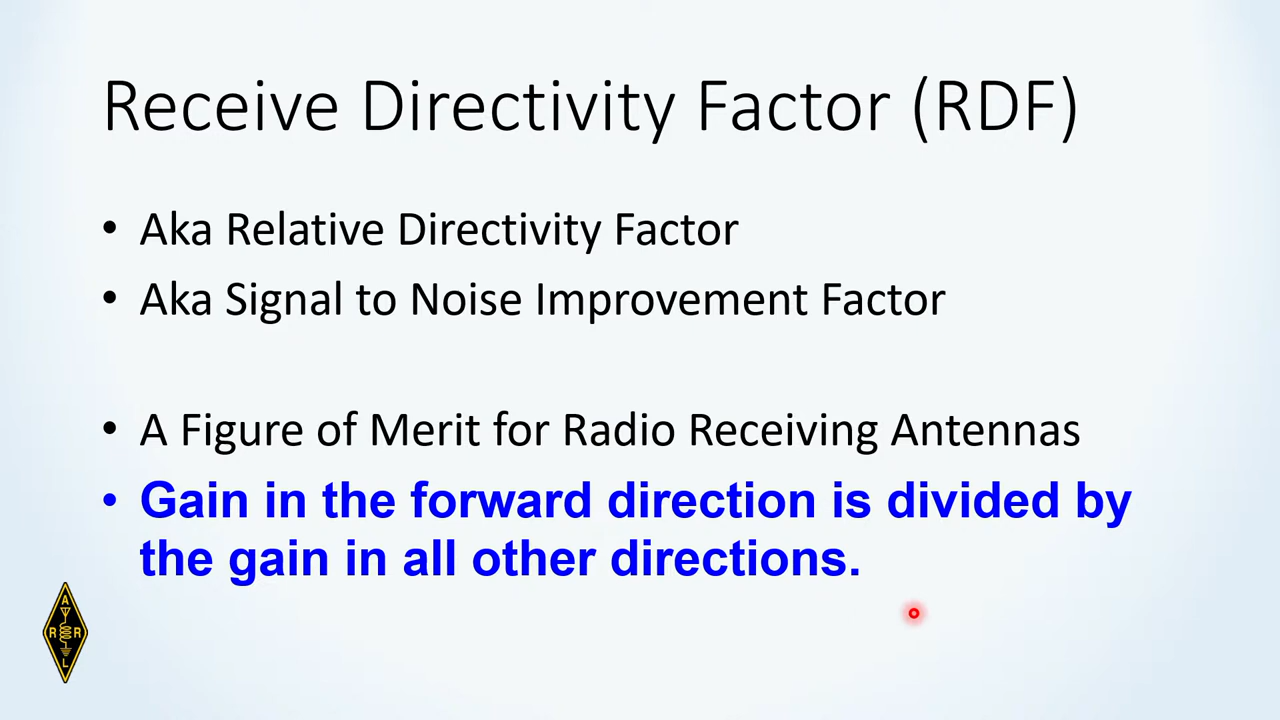 Receive Directivity Factor (RDF)
• Aka Relative Directivity Factor
• Aka Signal to Noise Improvement Factor
• A Figure of Merit for Radio Receiving Antennas
• Gain in the forward direction is divided by
the gain in all other directions.
A
R R
L